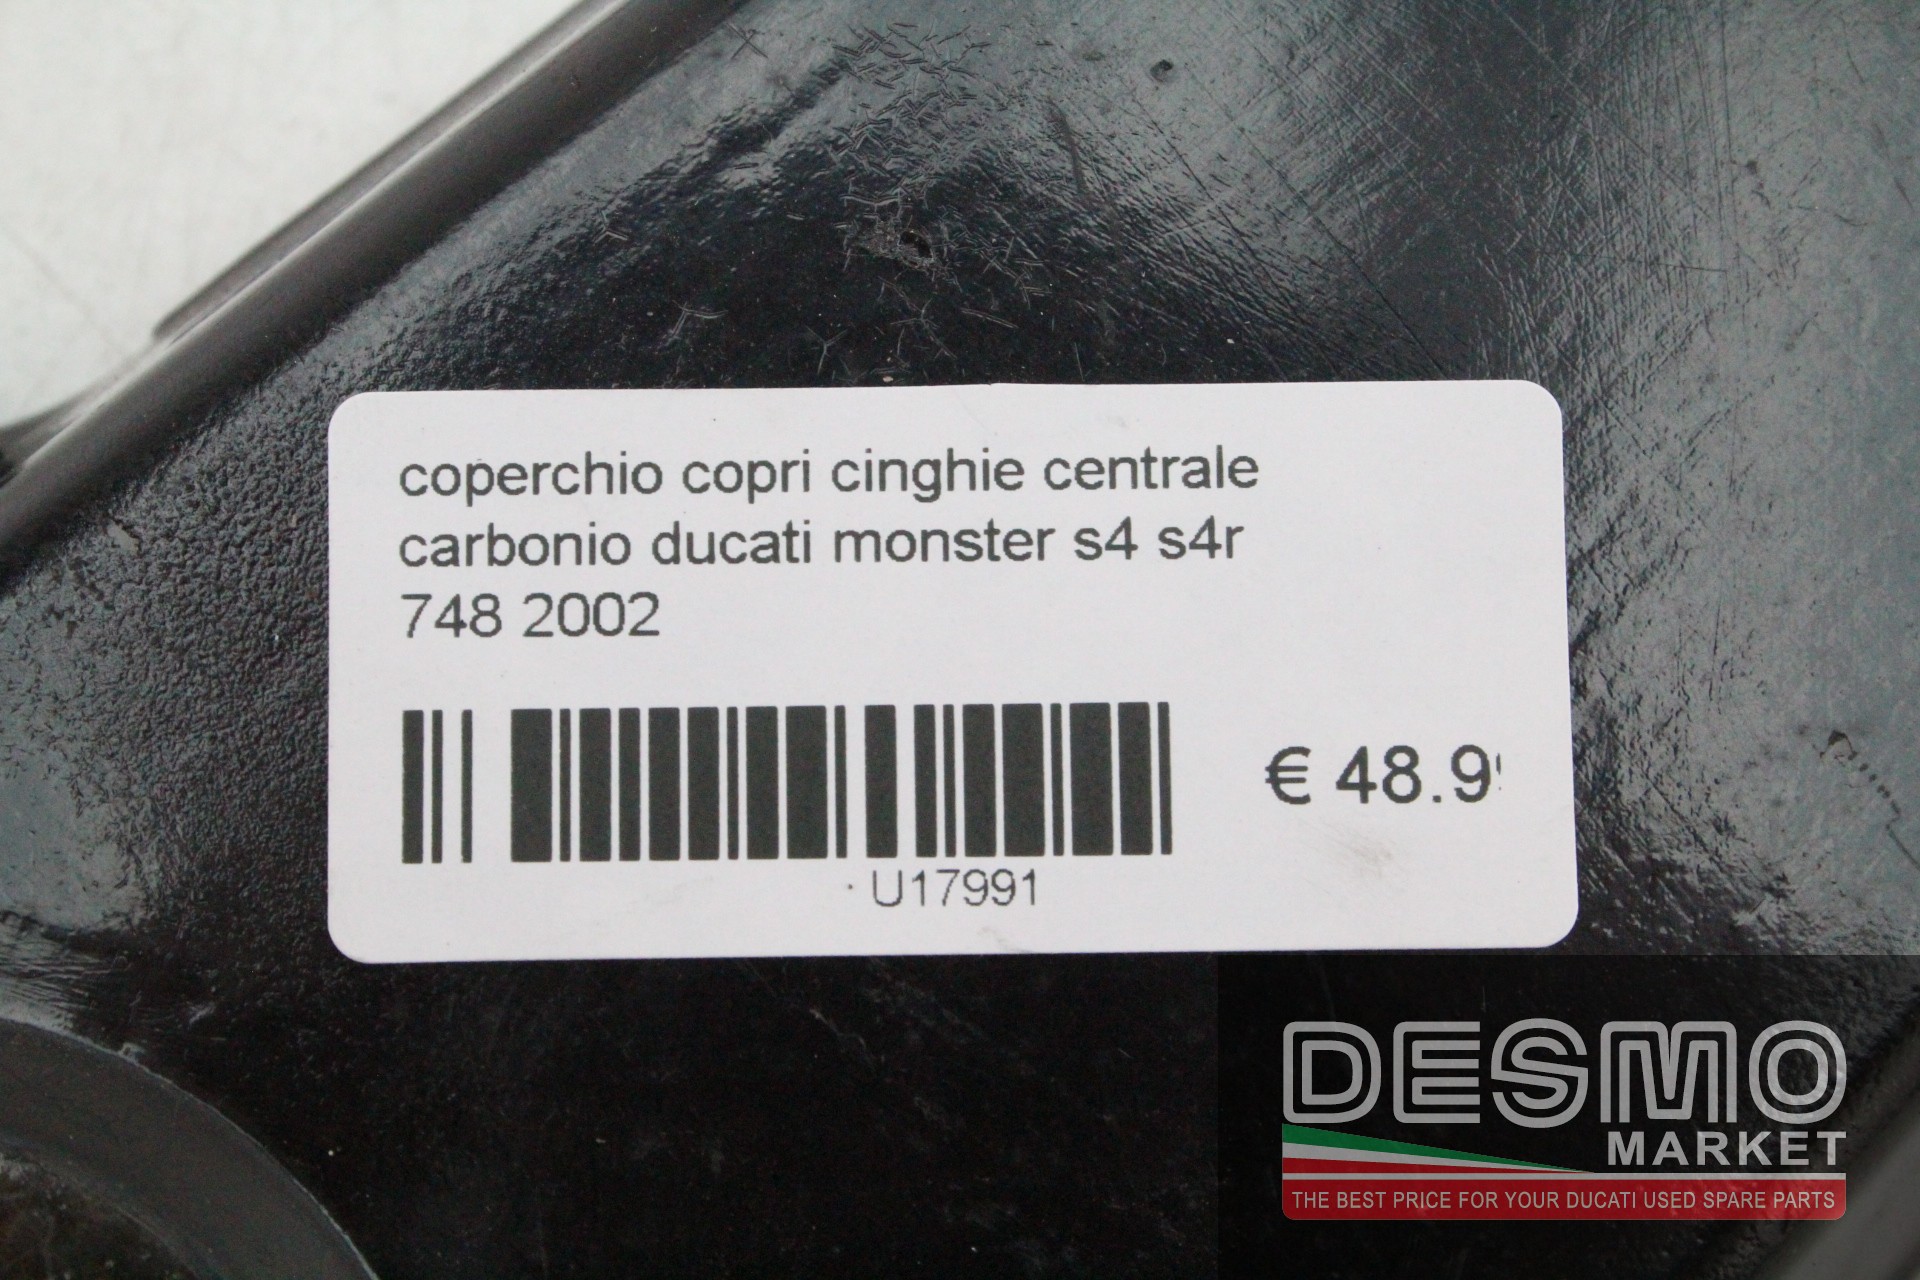 coperchio copri cinghie centrale
carbonio ducati monster s4 s4r
748 2002
€ 48.9
U17991
DESMO
MARKET
THE BEST PRICE FOR YOUR DUCATI USED SPARE PARTS